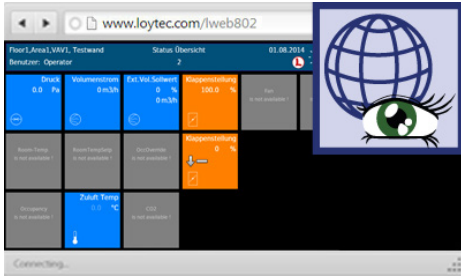 www.loytec.com/lweb802
Floor1,Area1,VAV1, Testwand
Status Übersicht
01.08.2014
Benutzer: Operator
2
L
Druck
0.0 Pa
Volumenstrom
0 m3/h
Ext.Vol.Sollwert
0 %
0 m3/h
Klappenstellung
100.0 %
Fan
is not available !
Room Temp
is not available !
RoomTempSetp
is not available !
OccOverride
is not available !
Klappenstellung
0 %
Occupancy
is not available !
Zuluft Temp
0.0 °C
CO2
is not available !
Connecting...